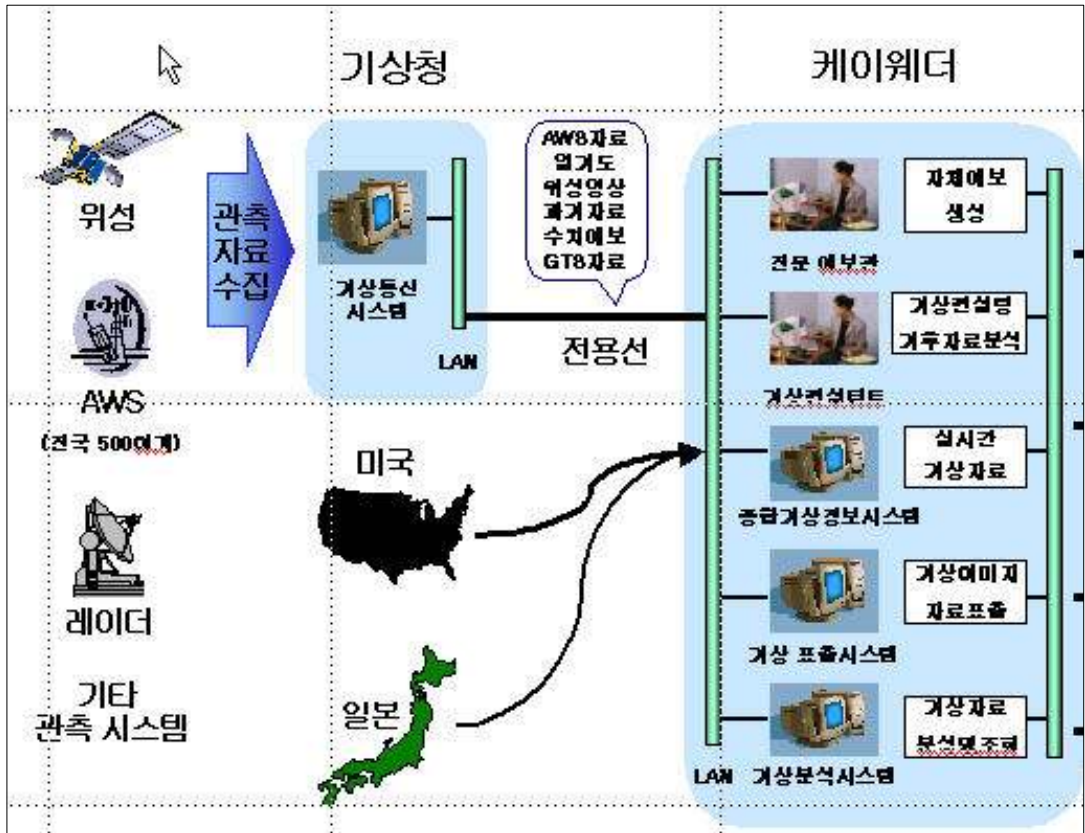 기상청
케이웨더
위성
AWS
(전국 500여개)
레이더
기타
관측 시스템
관측
자료
수집
기상통신
시스템
LAN
AWS자료
일기도
위성영상
과거자료
수치예보
GTS자료
전용선
미국
일본
전문 예보관
자체예보
생성
기상컨설턴트
기상컨설팅
기후자료분석
종합기상정보시스템
실시간
기상자료
기상 표출시스템
기상이미지
자료표출
기상분석시스템
기상자료
분석및조회
LAN